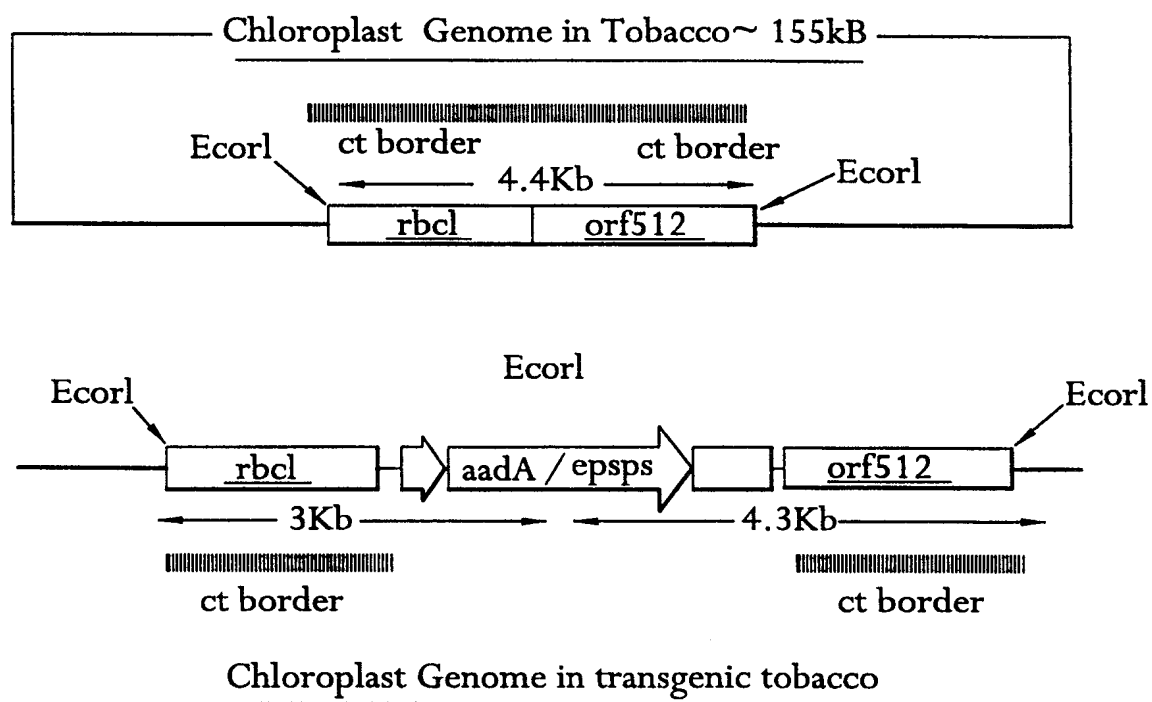 Chloroplast Genome in Tobacco~ 155kB
ct border ct border
Ecorl Ecorl
4.4Kb
rbcl orf512
Ecorl
Ecorl Ecorl
rbcl aadA / epsps orf512
3Kb 4.3Kb
ct border ct border
Chloroplast Genome in transgenic tobacco